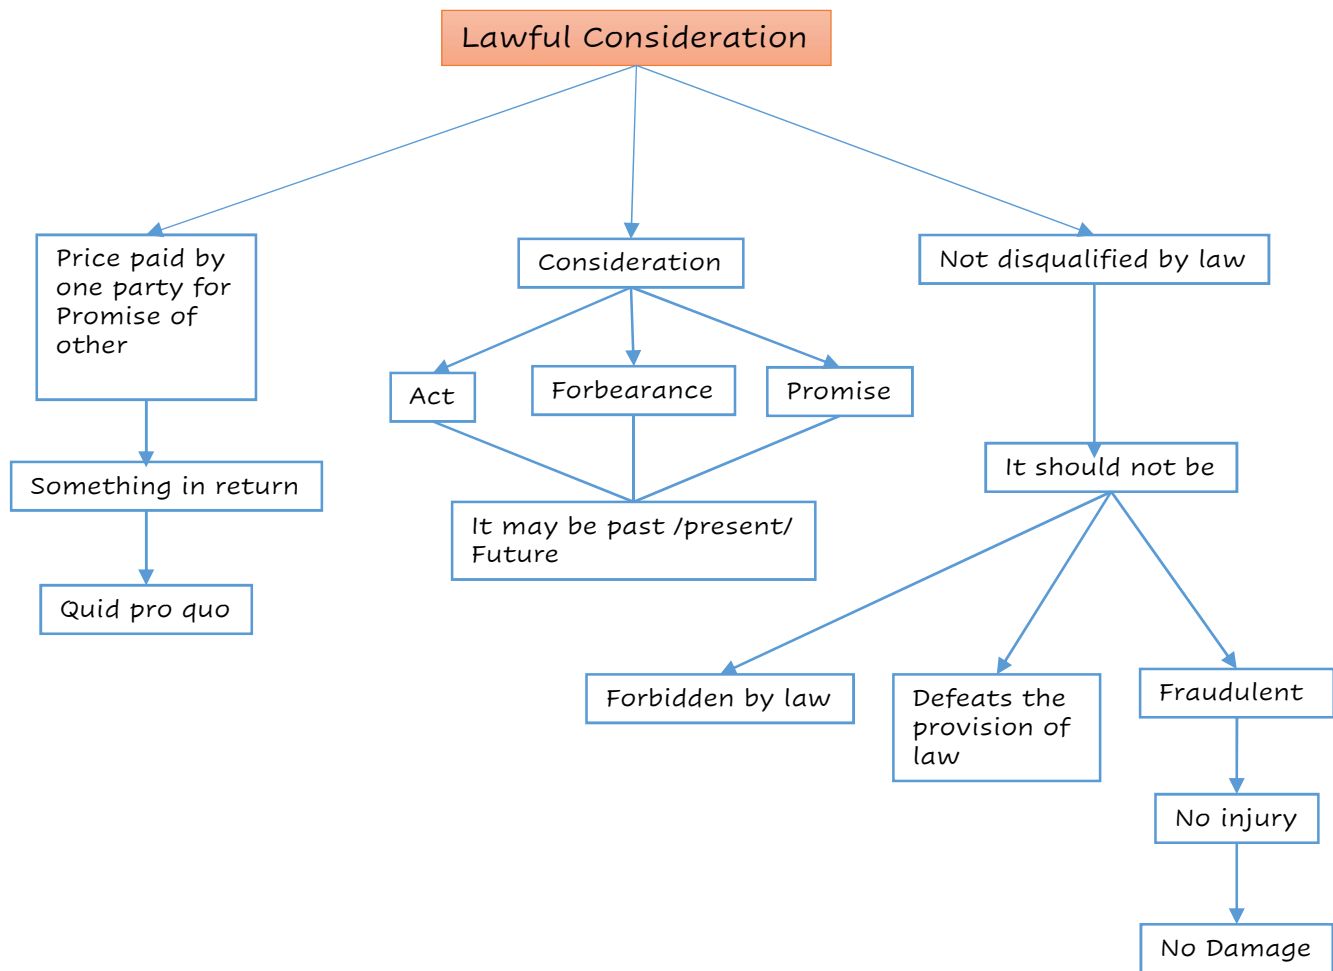 Lawful Consideration
Price paid by
one party for
Promise of
other
Consideration
Not disqualified by law
Act
Forbearance
Promise
Something in return
It should not be
It may be past /present/
Future
Quid pro quo
Forbidden by law
Defeats the
provision of
law
Fraudulent
No injury
No Damage